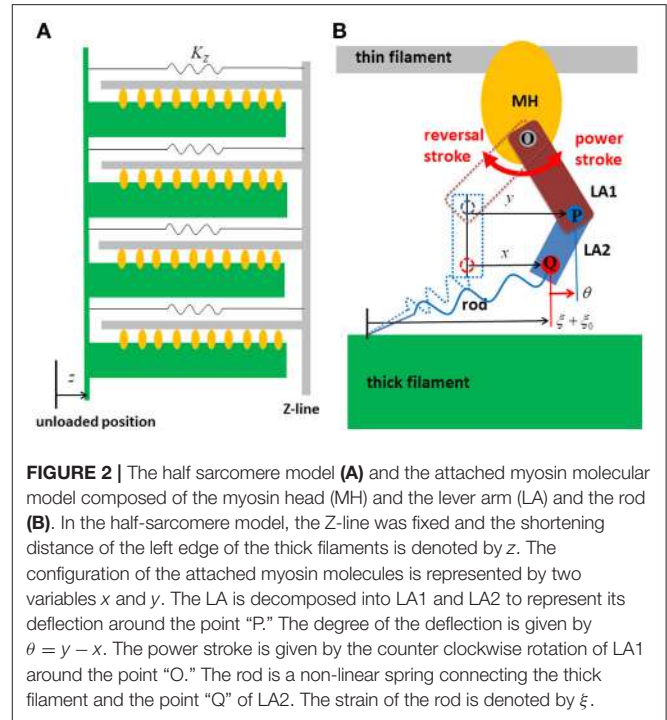 A
K_z
z
unloaded position
Z-line
B
thin filament
MH
O
reversal
stroke
power
stroke
LA1
y
P
LA2
x
Q
θ
rod
ξ + ξ_0
thick filament
FIGURE 2 | The half sarcomere model (A) and the attached myosin molecular
model composed of the myosin head (MH) and the lever arm (LA) and the rod
(B). In the half-sarcomere model, the Z-line was fixed and the shortening
distance of the left edge of the thick filaments is denoted by z. The
configuration of the attached myosin molecules is represented by two
variables x and y. The LA is decomposed into LA1 and LA2 to represent its
deflection around the point “P.” The degree of the deflection is given by
θ = y − x. The power stroke is given by the counter clockwise rotation of LA1
around the point “O.” The rod is a non-linear spring connecting the thick
filament and the point “Q” of LA2. The strain of the rod is denoted by ξ.